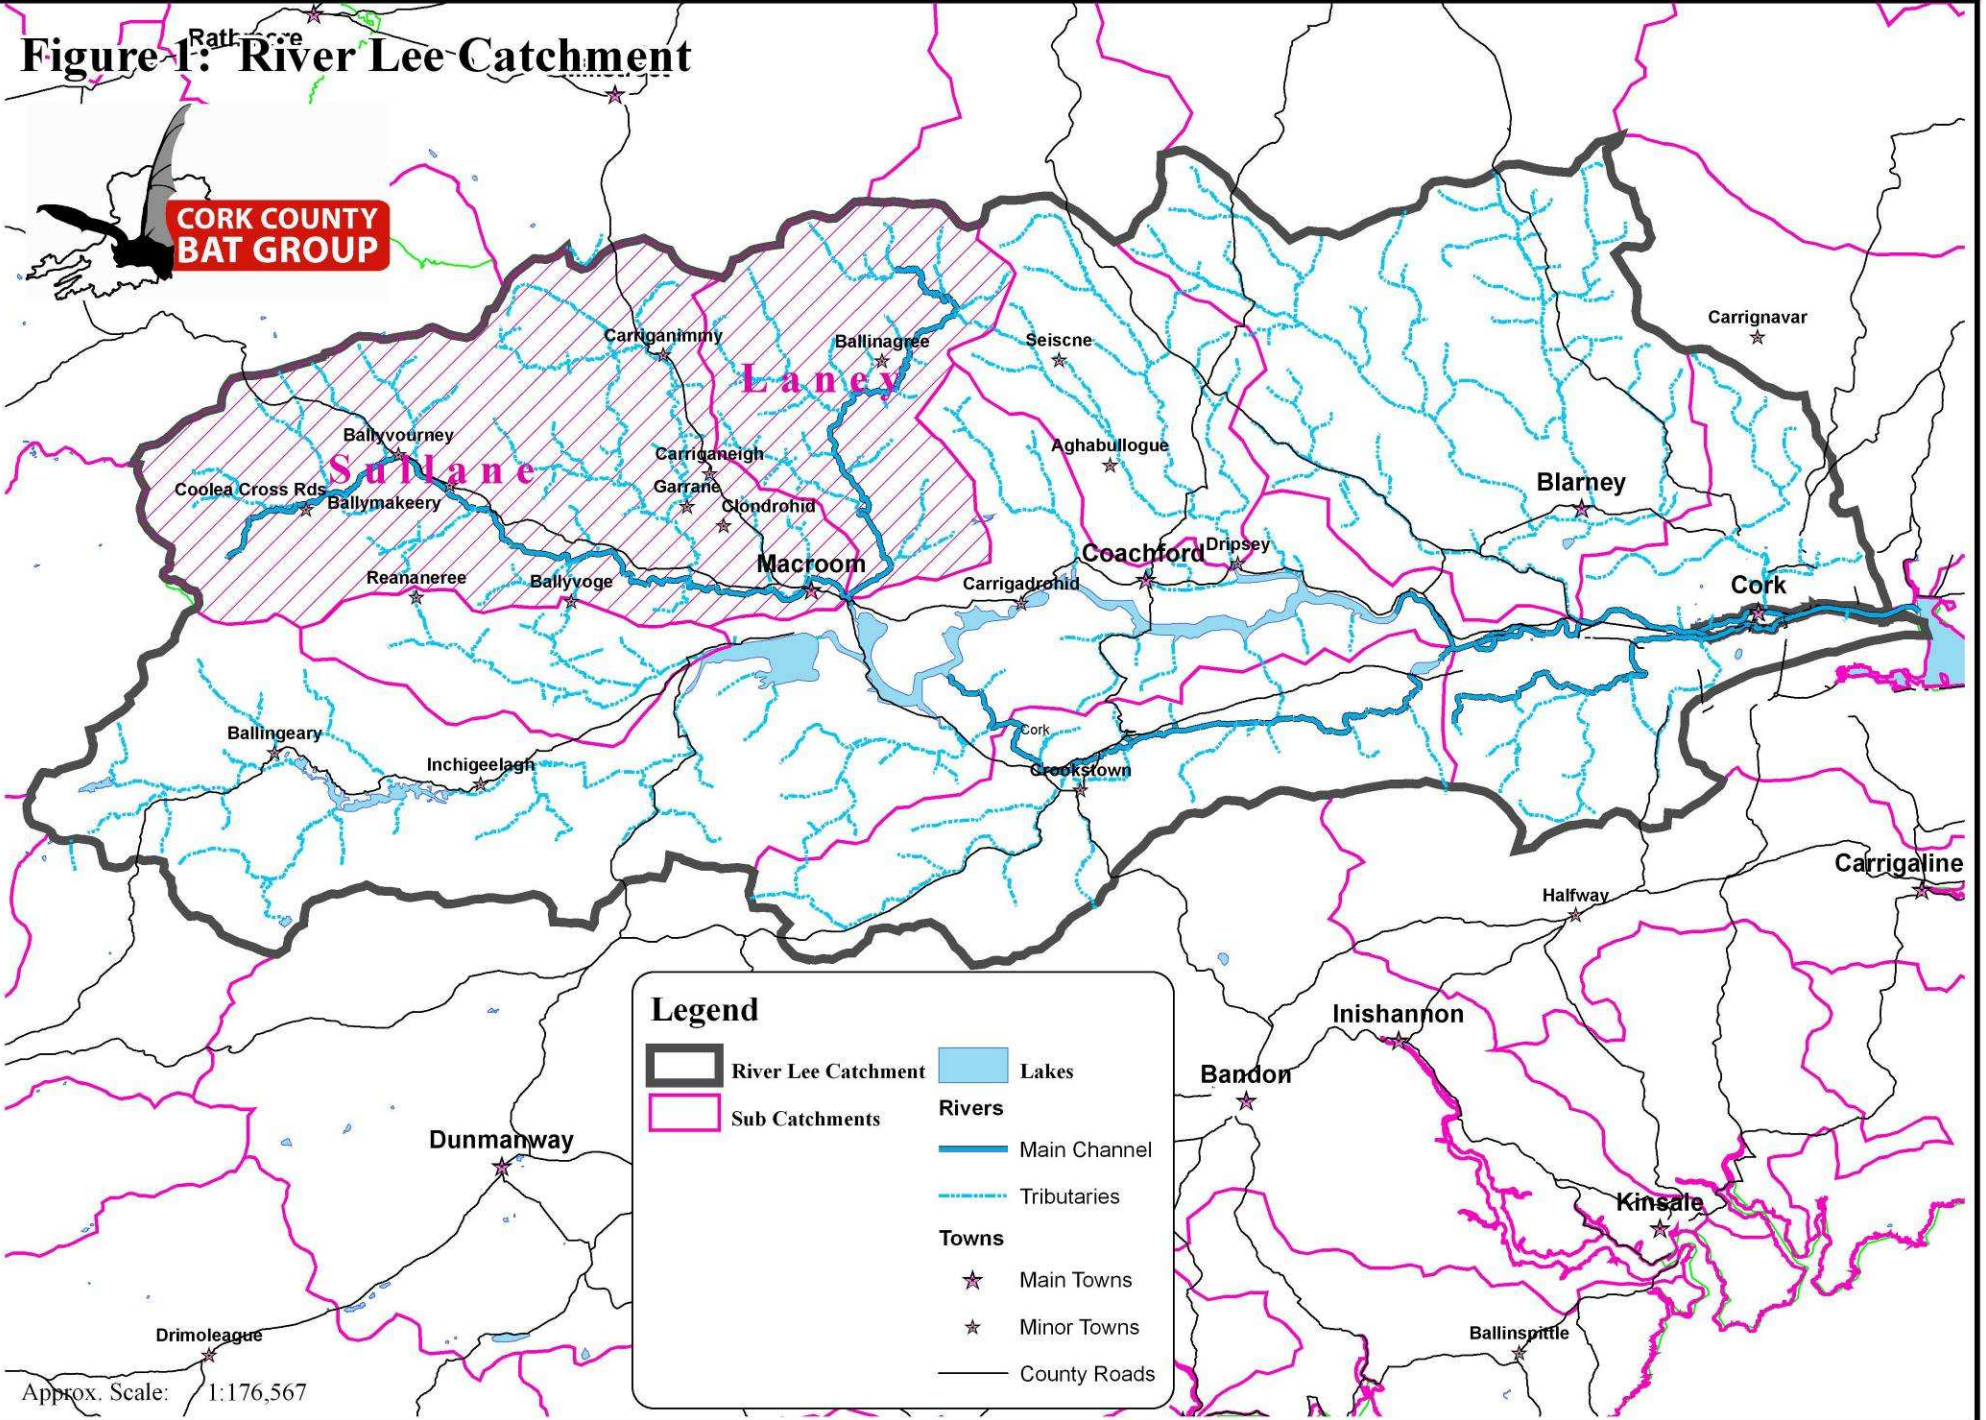 Rathmore
Figure 1: River Lee Catchment
CORK COUNTY
BAT GROUP
Carrignavar
Carriganimmy
Ballinagree
Seiscne
Laney
Ballyvourney
Sullane
Carriganeigh
Aghabullogue
Coolea Cross Rds
Ballymakeery
Garrane
Clondrohid
Blarney
Macroom
Coachford
Dripsey
Reananeree
Ballyvoge
Carrigadrohid
Cork
Ballingeary
Inchigeelagh
Cork
Crookstown
Carrigaline
Halfway
Inishannon
Bandon
Dunmanway
Kinsale
Drimoleague
Ballinspittle
Legend
River Lee Catchment
Sub Catchments
Lakes
Rivers
Main Channel
Tributaries
Towns
Main Towns
Minor Towns
County Roads
Approx. Scale: 1:176,567